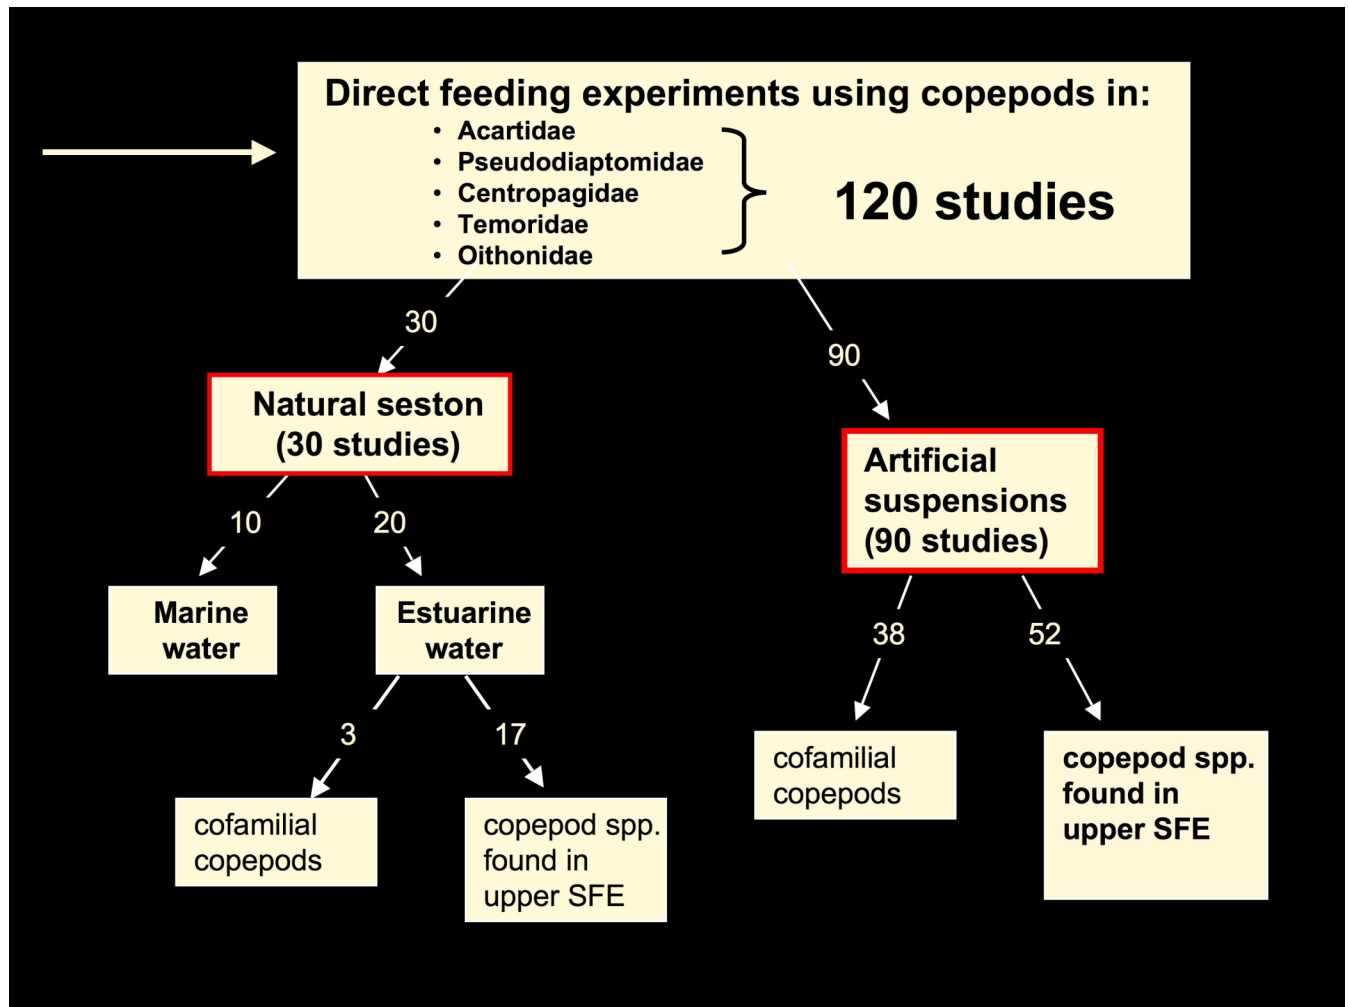 Direct feeding experiments using copepods in:
• Acartidae
• Pseudodiaptomidae
• Centropagidae
• Temoridae
• Oithonidae
120 studies
30
90
Natural seston
(30 studies)
Artificial
suspensions
(90 studies)
10
20
38
52
Marine
water
Estuarine
water
3
17
cofamilial
copepods
copepod spp.
found in
upper SFE
cofamilial
copepods
copepod spp.
found in
upper SFE